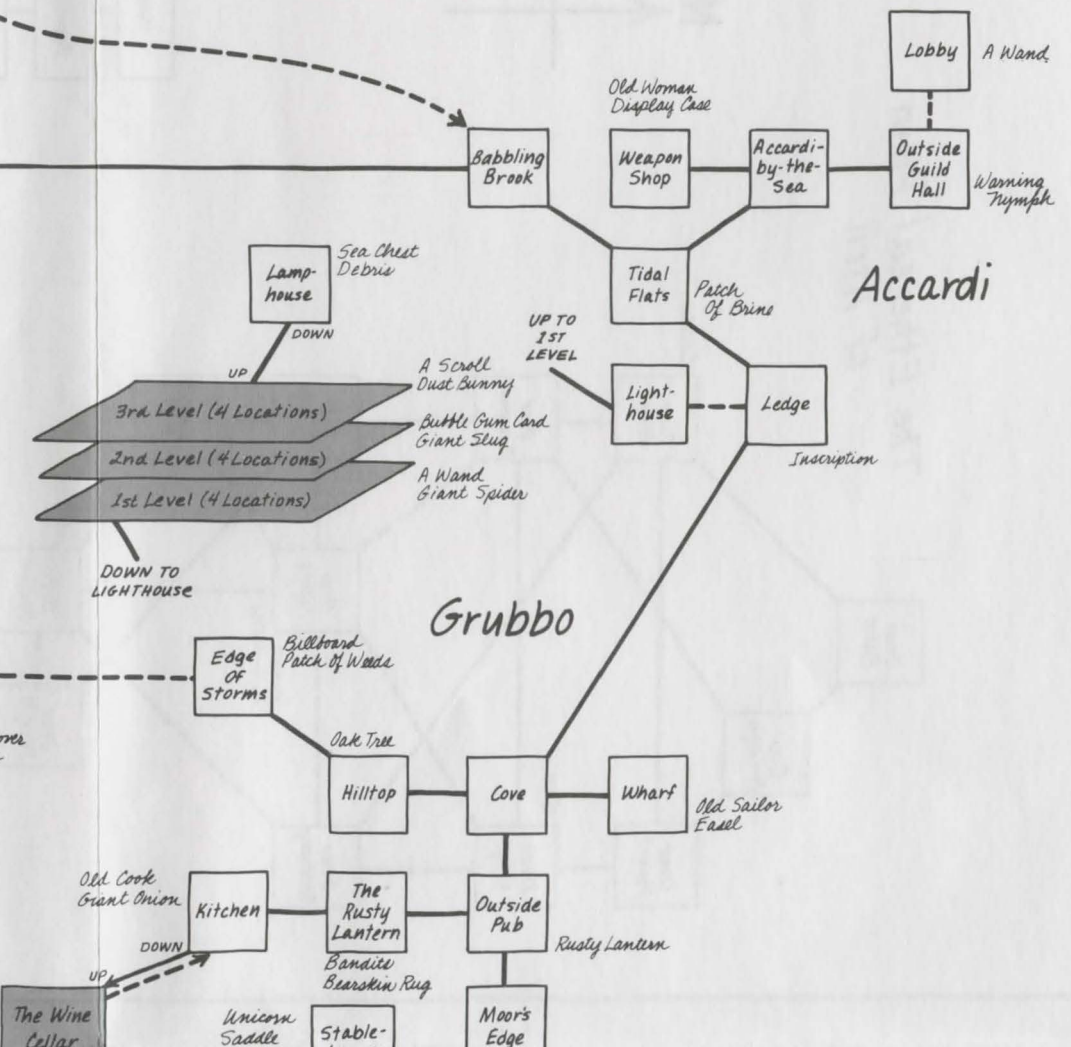 Lobby
A Wand
Old Woman
Display Case
Babbling
Brook
Weapon
Shop
Accardi-
by-the-
Sea
Outside
Guild
Hall
Warning
Nymph
Accardi
Sea Chest
Debris
Lamp-
house
DOWN
UP
Tidal
Flats
Patch
Of Brine
UP TO
1ST
LEVEL
Light-
house
Ledge
Inscription
A Scroll
Dust Bunny
3rd Level (4 Locations)
Bubble Gum Card
Giant Slug
2nd Level (4 Locations)
A Wand
Giant Spider
1st Level (4 Locations)
DOWN TO
LIGHTHOUSE
Grubbo
Edge
Of
Storms
Billboard
Patch Of Weeds
Oak Tree
Hilltop
Cove
Wharf
Old Sailor
Easel
Old Cook
Giant Onion
Kitchen
The
Rusty
Lantern
Bandits
Bearskin Rug
Outside
Pub
Rusty Lantern
DOWN
UP
The Wine
Cellar
Unicorn
Saddle
Stable-
Moor's
Edge